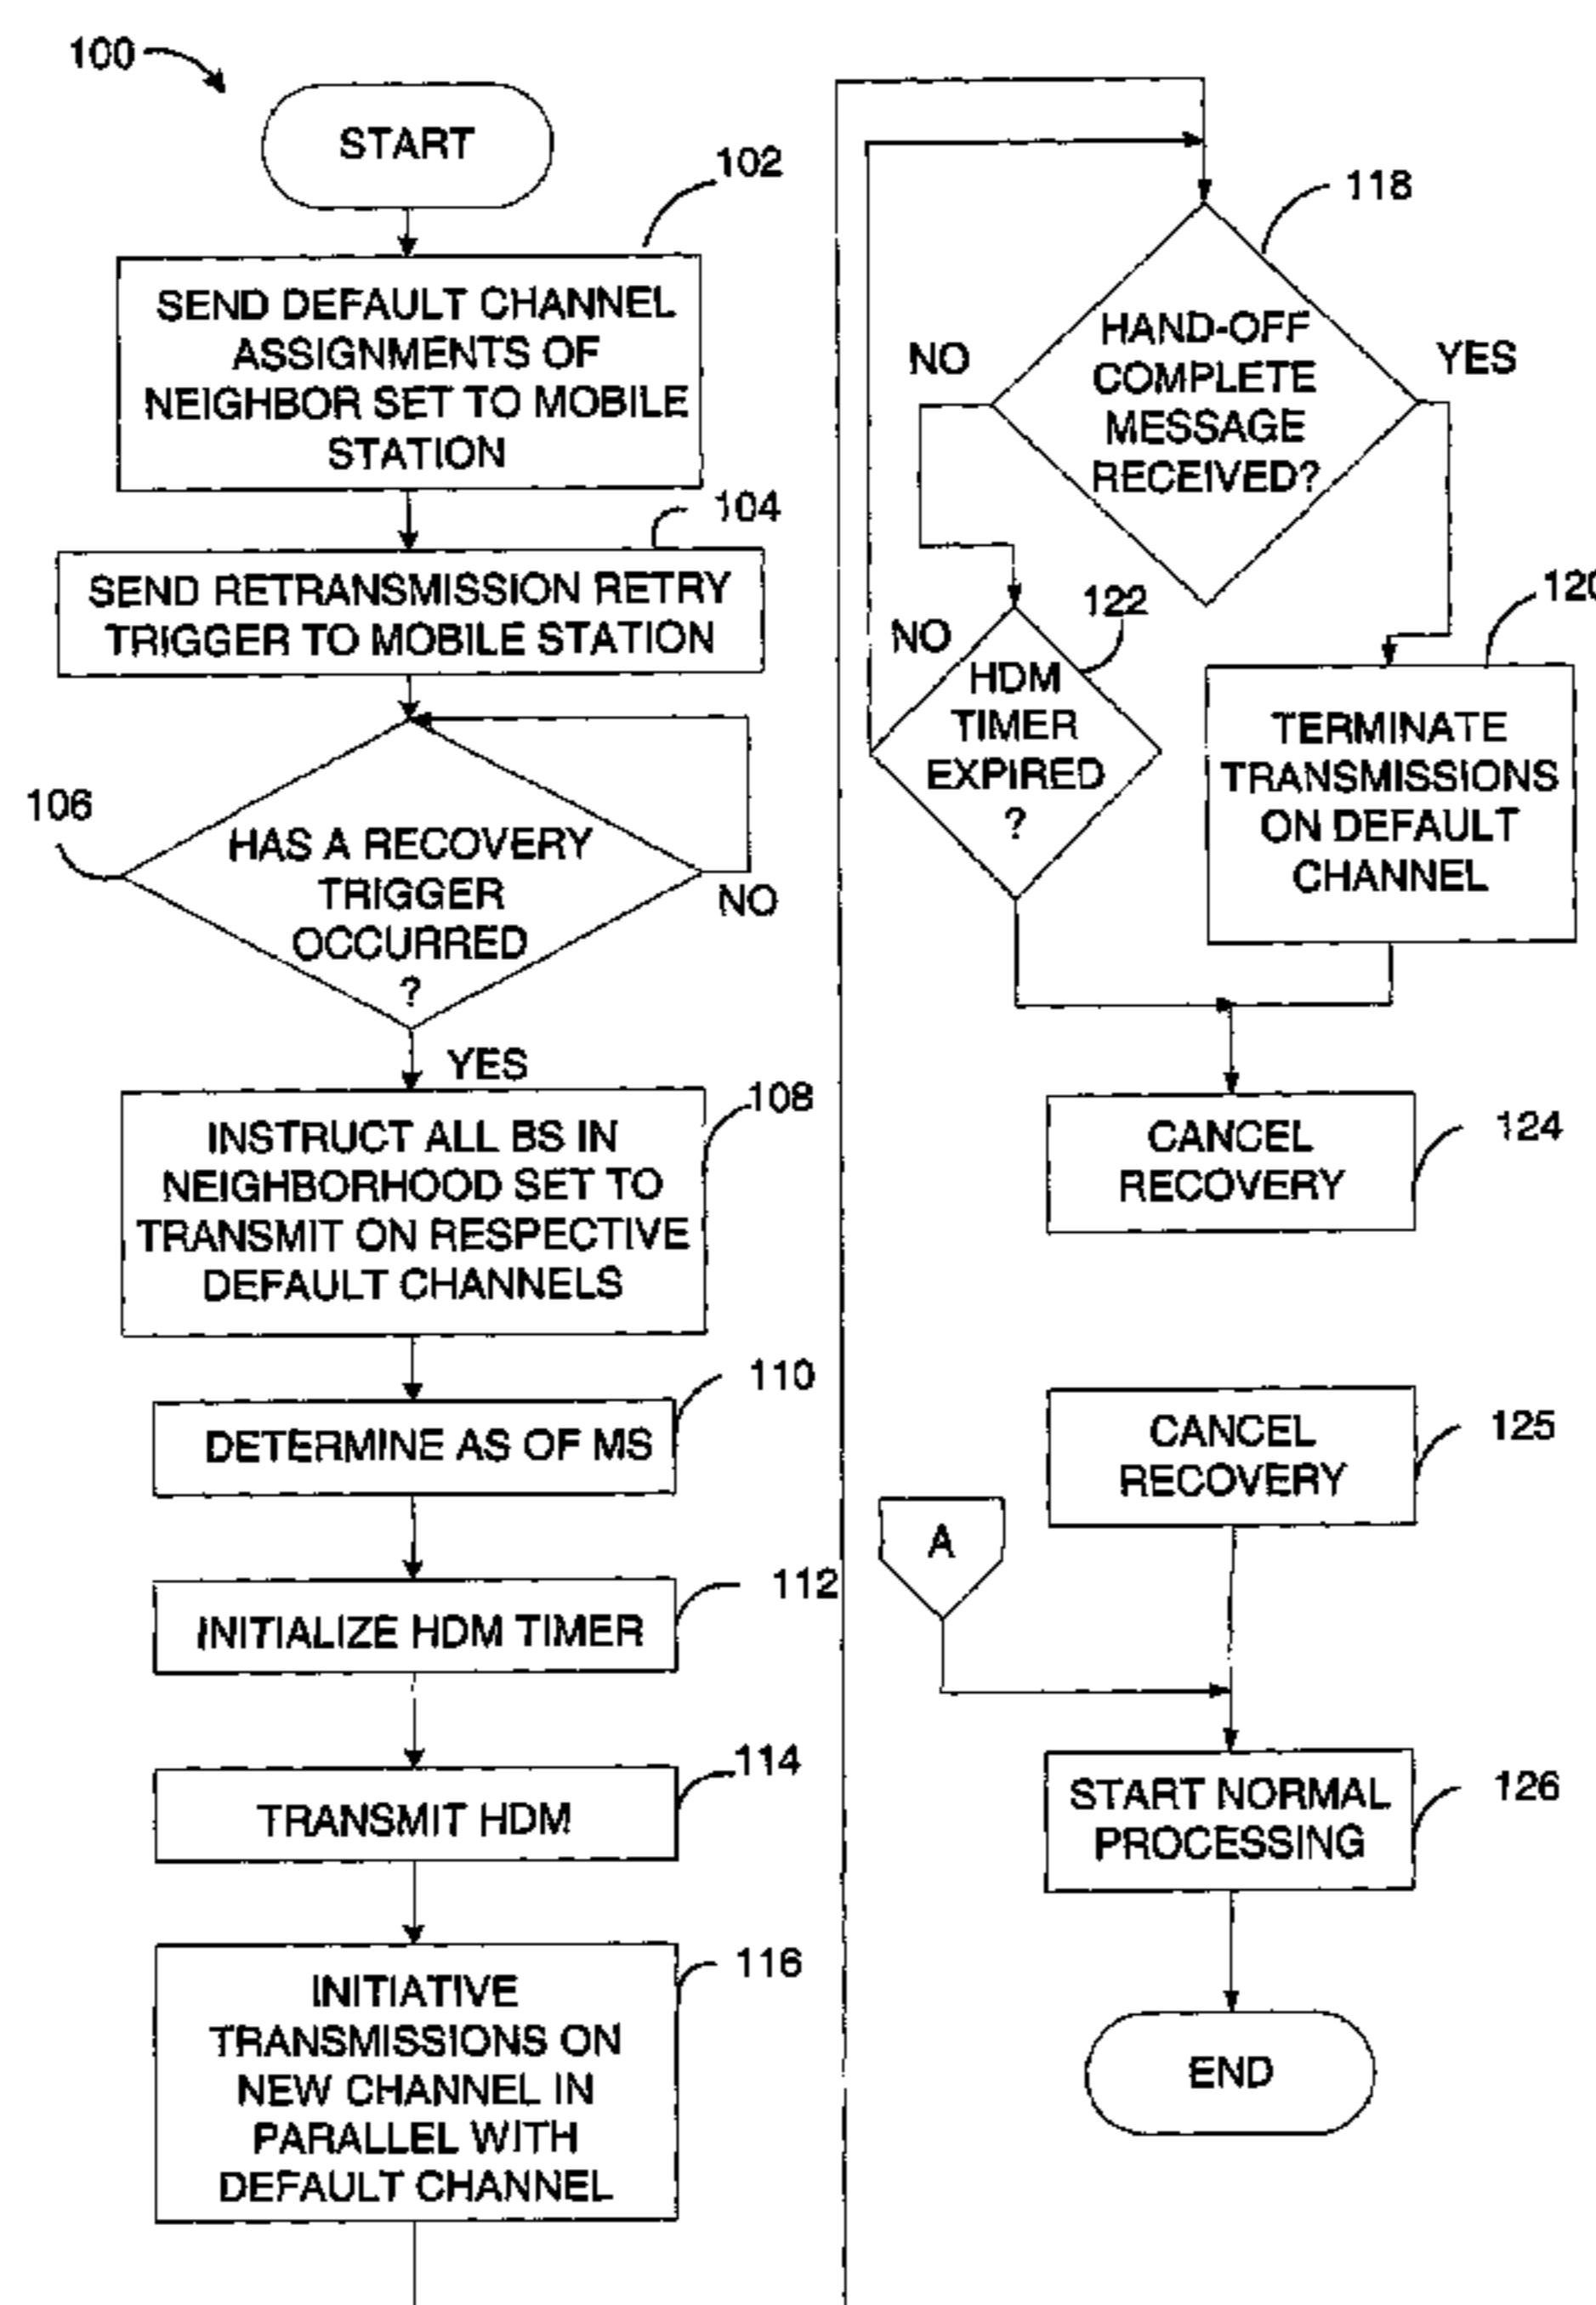 100
START
102
SEND DEFAULT CHANNEL
ASSIGNMENTS OF
NEIGHBOR SET TO MOBILE
STATION
104
SEND RETRANSMISSION RETRY
TRIGGER TO MOBILE STATION
106
HAS A RECOVERY
TRIGGER
OCCURRED
?
NO
YES
108
INSTRUCT ALL BS IN
NEIGHBORHOOD SET TO
TRANSMIT ON RESPECTIVE
DEFAULT CHANNELS
110
DETERMINE AS OF MS
112
INITIALIZE HDM TIMER
114
TRANSMIT HDM
116
INITIATIVE
TRANSMISSIONS ON
NEW CHANNEL IN
PARALLEL WITH
DEFAULT CHANNEL
118
HAND-OFF
COMPLETE
MESSAGE
RECEIVED?
NO
YES
122
NO
HDM
TIMER
EXPIRED
?
120
TERMINATE
TRANSMISSIONS
ON DEFAULT
CHANNEL
CANCEL
RECOVERY
124
CANCEL
RECOVERY
125
A
START NORMAL
PROCESSING
126
END